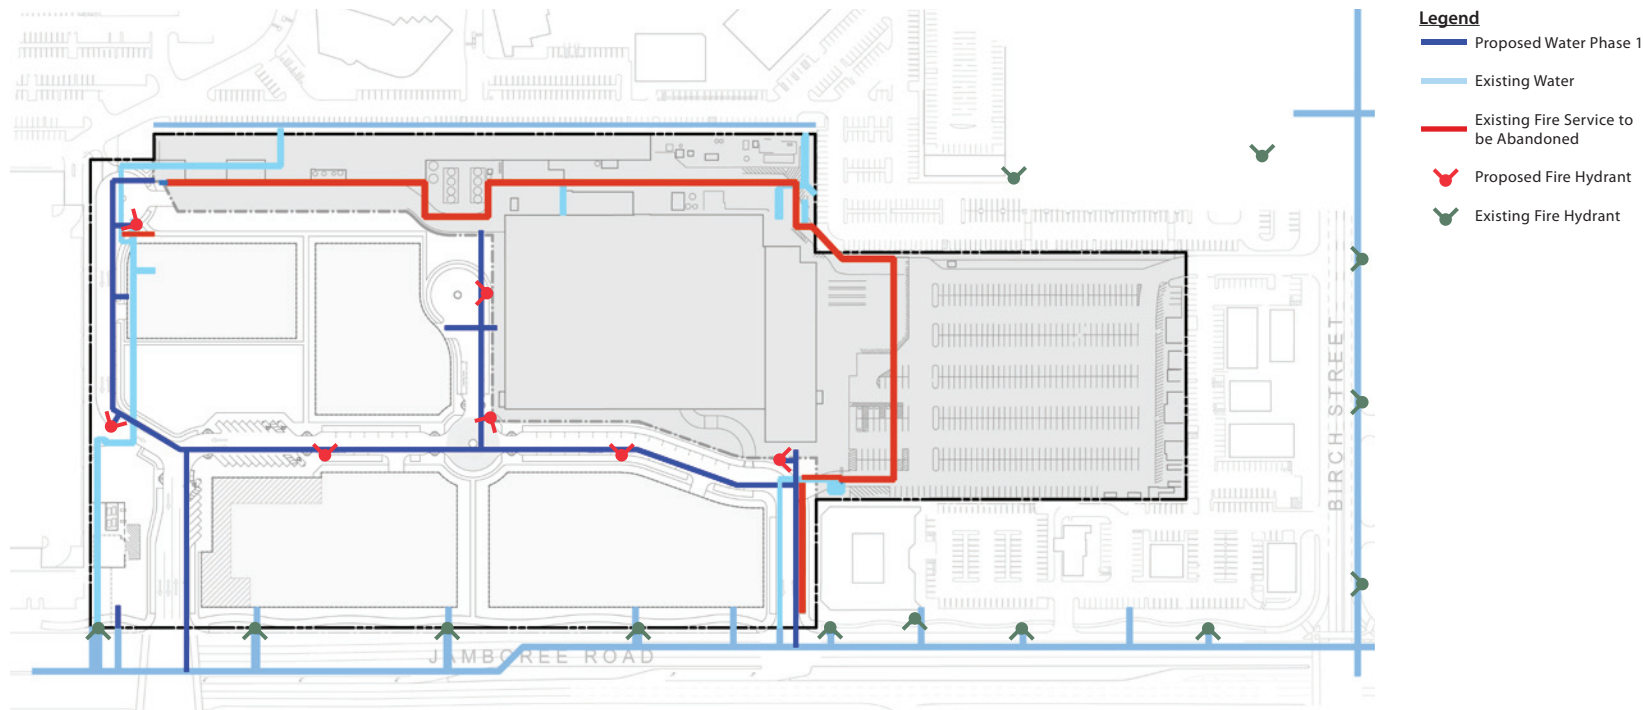 Legend
Proposed Water Phase 1
Existing Water
Existing Fire Service to
be Abandoned
Proposed Fire Hydrant
Existing Fire Hydrant
BIRCH STREET
JAMBOREE ROAD